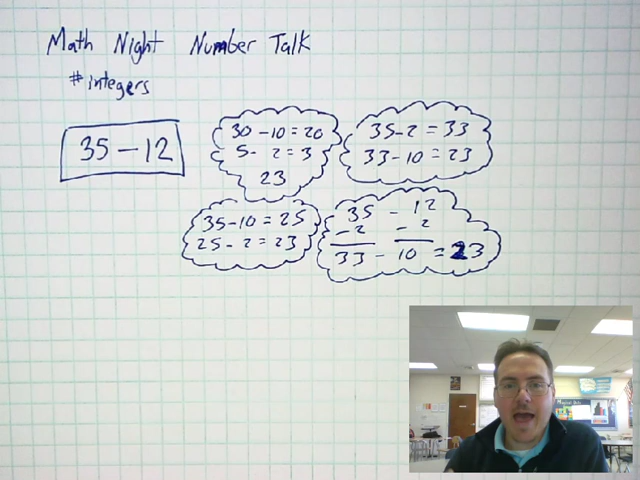 Math Night Number Talk
#integers
35 - 12
30 - 10 = 20
5 - 2 = 3
23
35 - 2 = 33
33 - 10 = 23
35 - 10 = 25
25 - 2 = 23
35 - 12
- 2 - 2
33 - 10 = 23